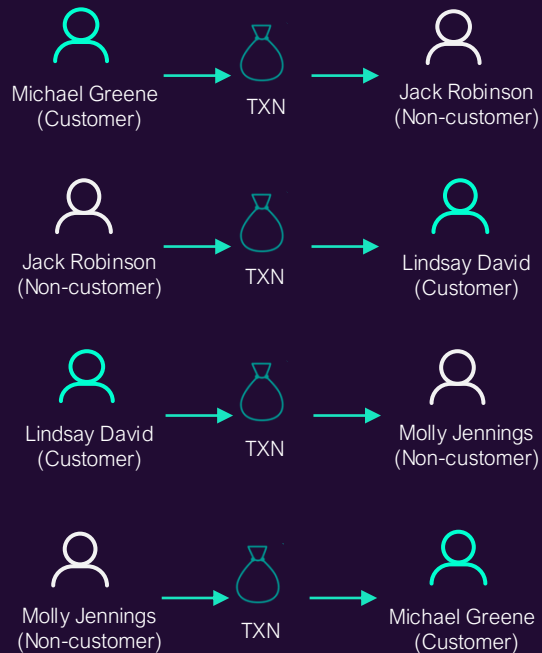 Michael Greene
(Customer)
TXN
Jack Robinson
(Non-customer)
Jack Robinson
(Non-customer)
TXN
Lindsay David
(Customer)
Lindsay David
(Customer)
TXN
Molly Jennings
(Non-customer)
Molly Jennings
(Non-customer)
TXN
Michael Greene
(Customer)